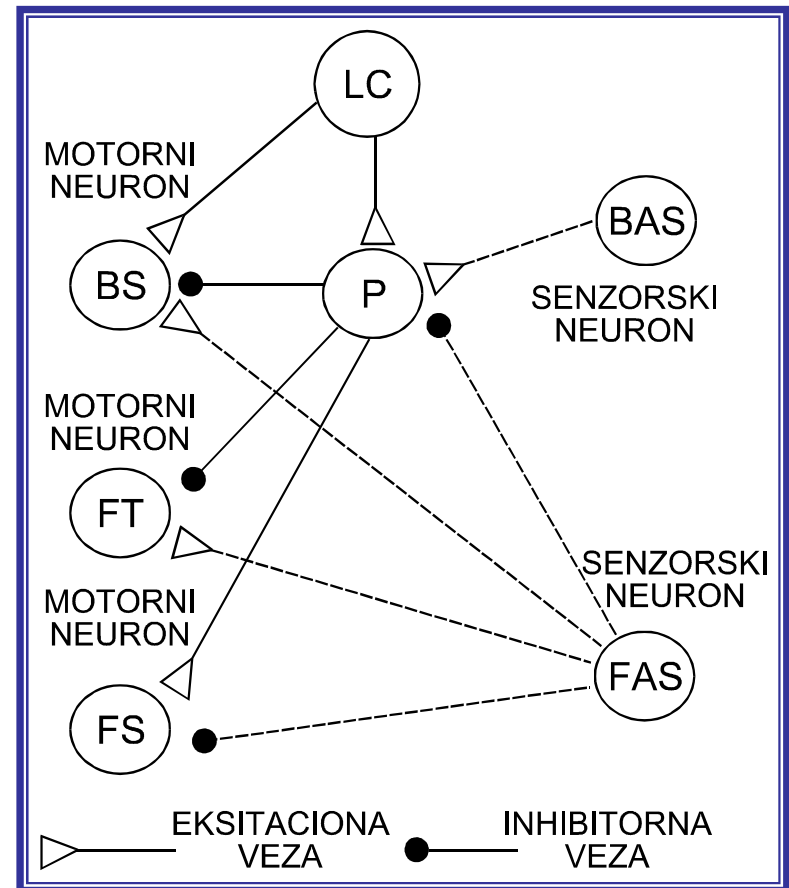 LC
MOTORNI
NEURON
BAS
BS
P
SENZORSKI
NEURON
MOTORNI
NEURON
FT
SENZORSKI
NEURON
MOTORNI
NEURON
FAS
FS
EKSITACIONA
VEZA
INHIBITORNA
VEZA